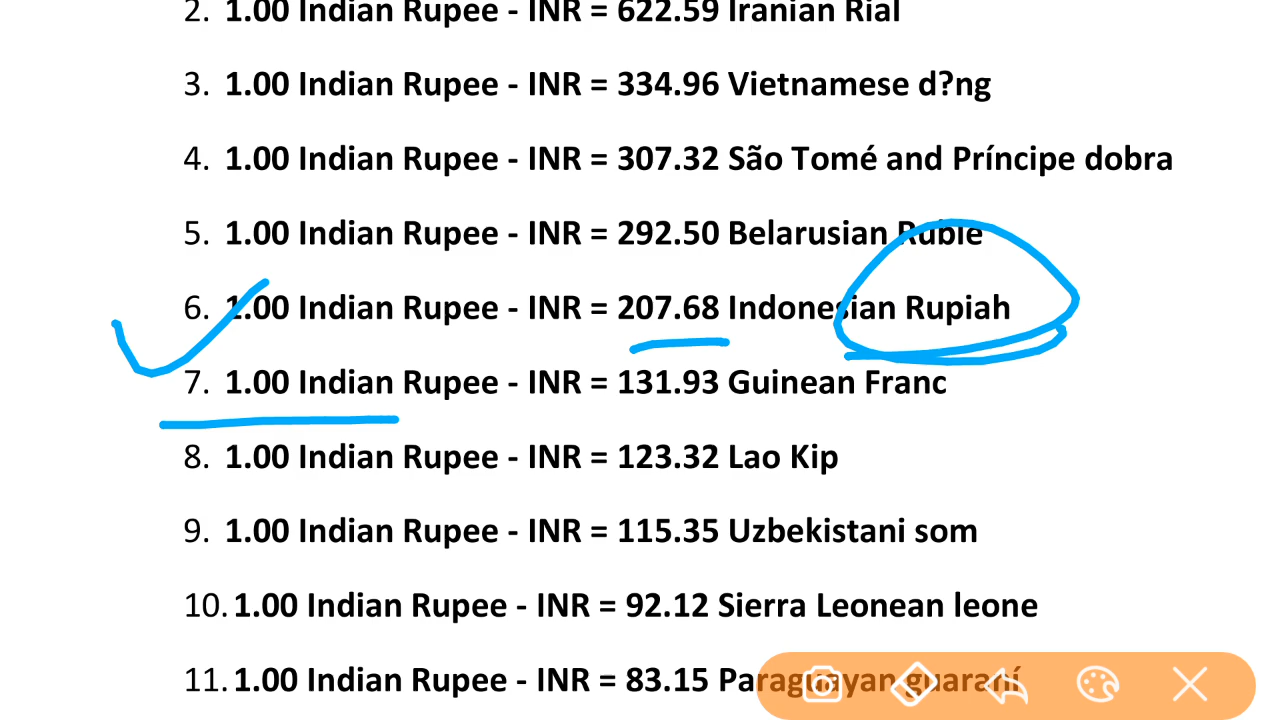 2. 1.00 Indian Rupee - INR = 622.59 Iranian Rial
3. 1.00 Indian Rupee - INR = 334.96 Vietnamese d?ng
4. 1.00 Indian Rupee - INR = 307.32 São Tomé and Príncipe dobra
5. 1.00 Indian Rupee - INR = 292.50 Belarusian Ruble
6. 1.00 Indian Rupee - INR = 207.68 Indonesian Rupiah
7. 1.00 Indian Rupee - INR = 131.93 Guinean Franc
8. 1.00 Indian Rupee - INR = 123.32 Lao Kip
9. 1.00 Indian Rupee - INR = 115.35 Uzbekistani som
10. 1.00 Indian Rupee - INR = 92.12 Sierra Leonean leone
11. 1.00 Indian Rupee - INR = 83.15 Paraguayan guaraní